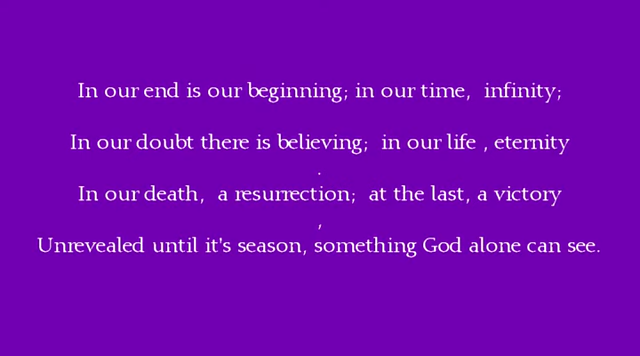 In our end is our beginning; in our time,  infinity;
In our doubt there is believing;  in our life , eternity
.
In our death,  a resurrection;  at the last, a victory
,
Unrevealed until it's season, something God alone can see.